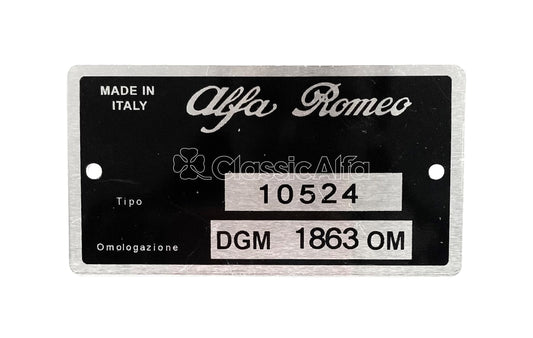 MADE IN
ITALY
Alfa Romeo
ClassicAlfa
Tipo 10524
Omologazione DGM 1863 OM